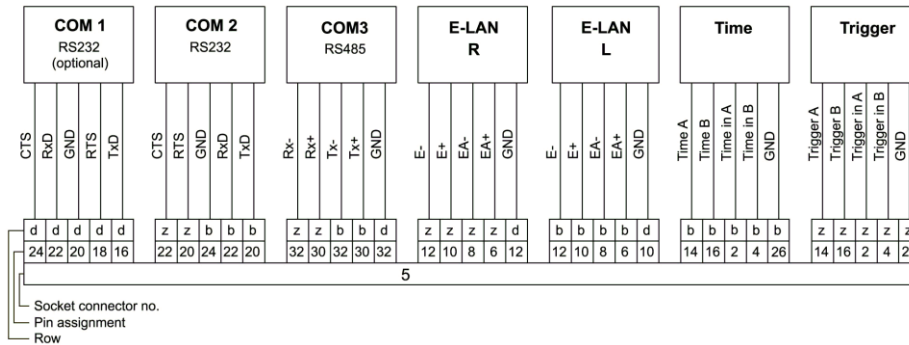 COM 1 COM 2 COM3 E-LAN E-LAN Time Trigger
RS232 RS232 RS485 R L
(optional)
CTS RxD GND RTS TxD CTS RTS GND RxD TxD Rx- Rx+ Tx- Tx+ GND E- E+ EA- EA+ GND E- E+ EA- EA+ GND Time A Time B Time in A Time in B GND Trigger A Trigger B Trigger in A Trigger in B GND
d d d d d z z b b b z z b b d z z z z d b b b b d b b b b b z z z z z
24 22 20 18 16 22 20 24 22 20 32 30 32 30 32 12 10 8 6 12 12 10 8 6 10 14 16 2 4 26 14 16 2 4
5
Socket connector no.
Pin assignment
Row